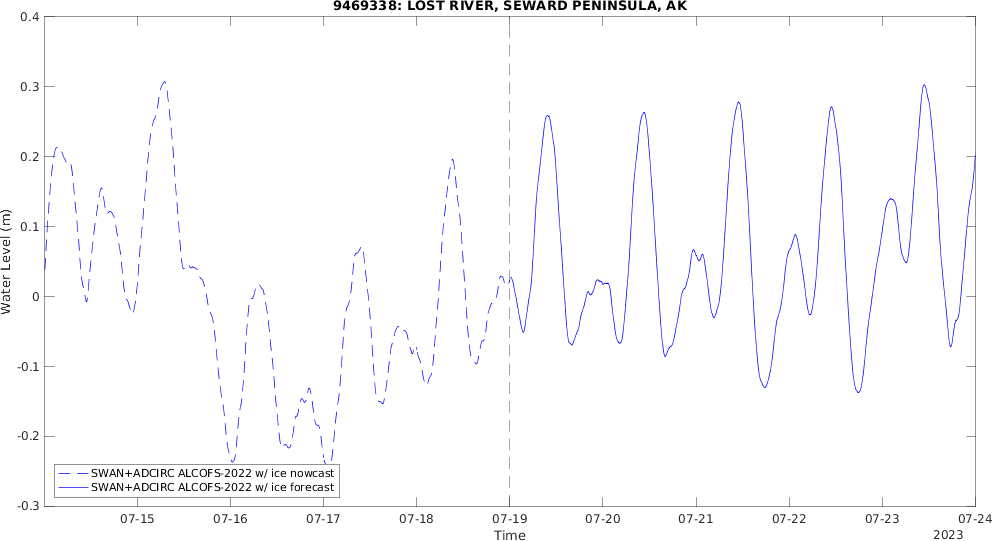 9469338: LOST RIVER, SEWARD PENINSULA, AK
0.4
0.3
0.2
0.1
0
-0.1
-0.2
-0.3
Water Level (m)
SWAN+ADCIRC ALCOFS-2022 w/ ice nowcast
SWAN+ADCIRC ALCOFS-2022 w/ ice forecast
07-15 07-16 07-17 07-18 07-19 07-20 07-21 07-22 07-23 07-24
Time
2023